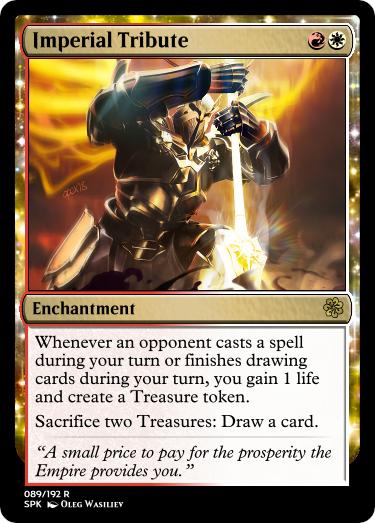 Imperial Tribute
Enchantment
Whenever an opponent casts a spell
during your turn or finishes drawing
cards during your turn, you gain 1 life
and create a Treasure token.
Sacrifice two Treasures: Draw a card.
“A small price to pay for the prosperity the
Empire provides you.”
089/192 R
SPK Oleg Wasiliev